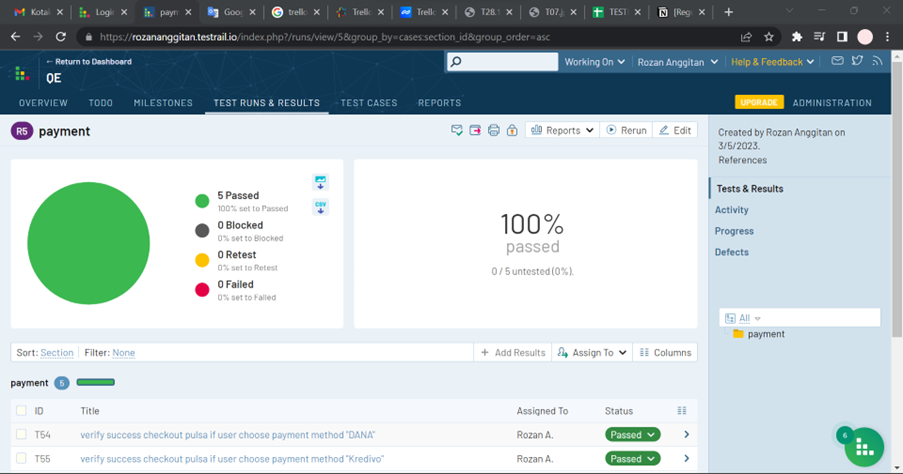 Kotak
Login
paym
Goog
trello
Trello
Trello
T28.1
T07.j
TEST
[Reg
https://rozananggitan.testrail.io/index.php?/runs/view/5&group_by=cases:section_id&group_order=asc
← Return to Dashboard
QE
Working On
Rozan Anggitan
Help & Feedback
OVERVIEW
TODO
MILESTONES
TEST RUNS & RESULTS
TEST CASES
REPORTS
UPGRADE
ADMINISTRATION
R5 payment
Reports
Rerun
Edit
5 Passed
100% set to Passed
0 Blocked
0% set to Blocked
0 Retest
0% set to Retest
0 Failed
0% set to Failed
CSV
100%
passed
0 / 5 untested (0%).
Created by Rozan Anggitan on
3/5/2023.
References
Tests & Results
Activity
Progress
Defects
All
payment
Sort: Section Filter: None
+ Add Results
Assign To
Columns
payment 5
ID Title Assigned To Status
T54 verify success checkout pulsa if user choose payment method "DANA" Rozan A. Passed
T55 verify success checkout pulsa if user choose payment method "Kredivo" Rozan A. Passed
6